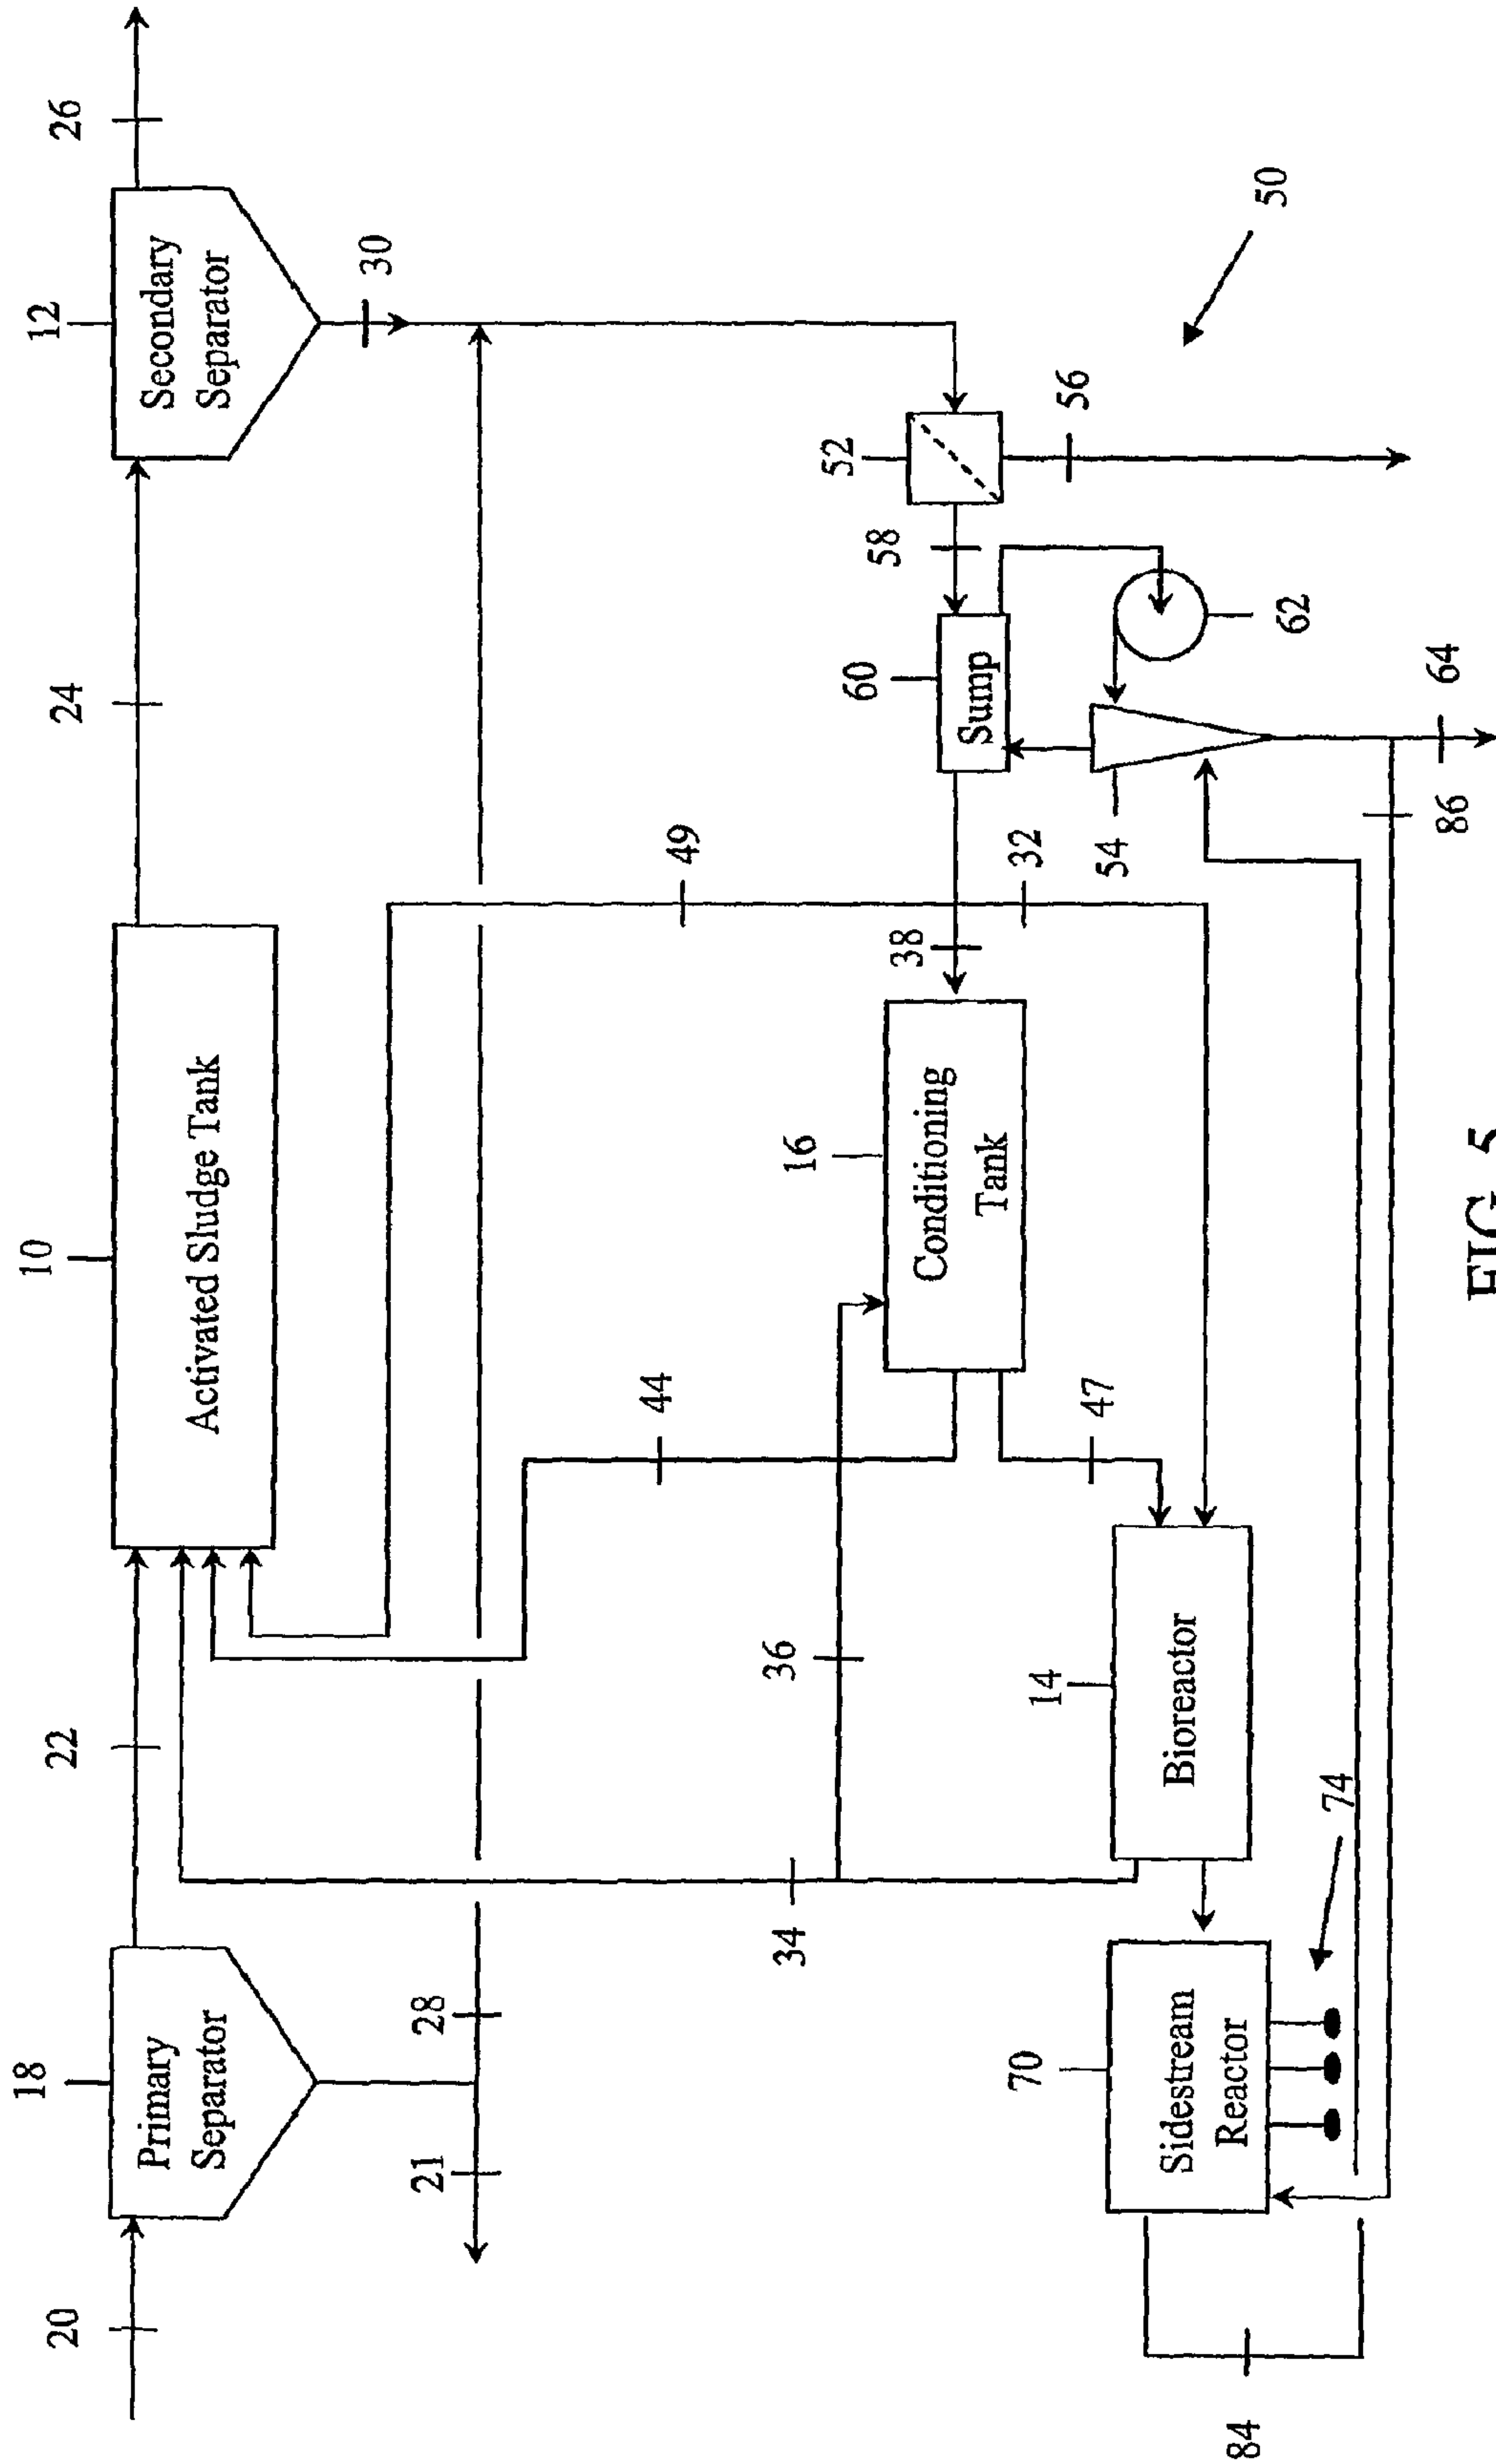 18
10
12
20
22
24
26
Primary
Separator
Activated Sludge Tank
Secondary
Separator
30
21
28
44
49
34
36
16
60
58
52
38
Conditioning
Tank
Sump
70
14
32
56
47
54
Sidestream
Reactor
Bioreactor
84
62
50
74
86
64
FIG 5